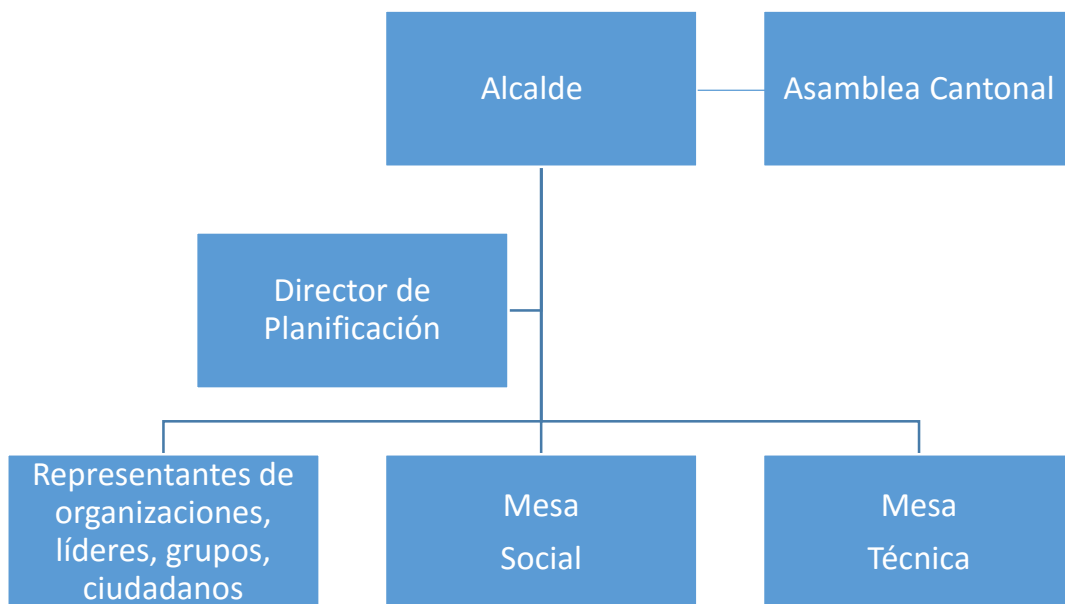 Alcalde
Asamblea Cantonal
Director de
Planificación
Representantes de
organizaciones,
líderes, grupos,
ciudadanos
Mesa
Social
Mesa
Técnica